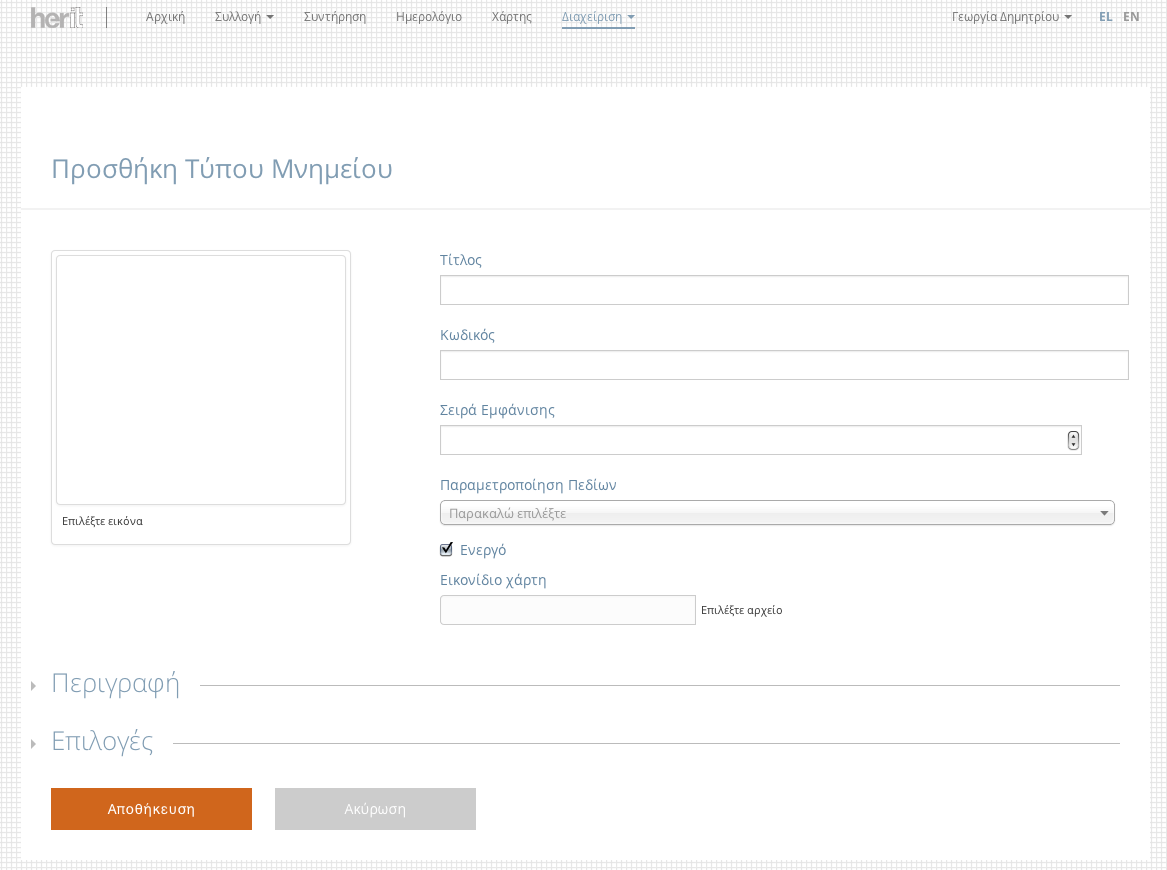 herit
Αρχική Συλλογή Συντήρηση Ημερολόγιο Χάρτης Διαχείριση Γεωργία Δημητρίου EL EN
Προσθήκη Τύπου Μνημείου
Τίτλος
Κωδικός
Σειρά Εμφάνισης
Παραμετροποίηση Πεδίων
Παρακαλώ επιλέξτε
Επιλέξτε εικόνα
Ενεργό
Εικονίδιο χάρτη
Επιλέξτε αρχείο
Περιγραφή
Επιλογές
Αποθήκευση Ακύρωση